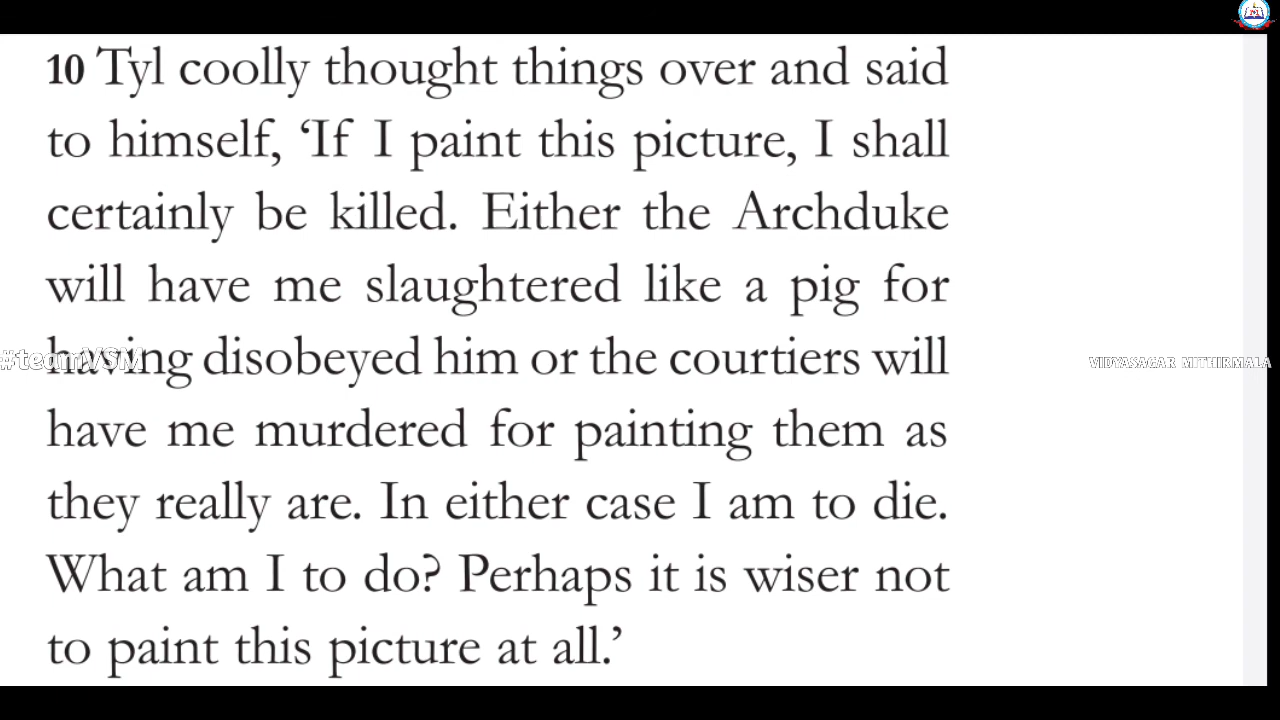 10 Tyl coolly thought things over and said
to himself, ‘If I paint this picture, I shall
certainly be killed. Either the Archduke
will have me slaughtered like a pig for
#teamVSM
having disobeyed him or the courtiers will
VIDYASAGAR MITHIRMALA
have me murdered for painting them as
they really are. In either case I am to die.
What am I to do? Perhaps it is wiser not
to paint this picture at all.’